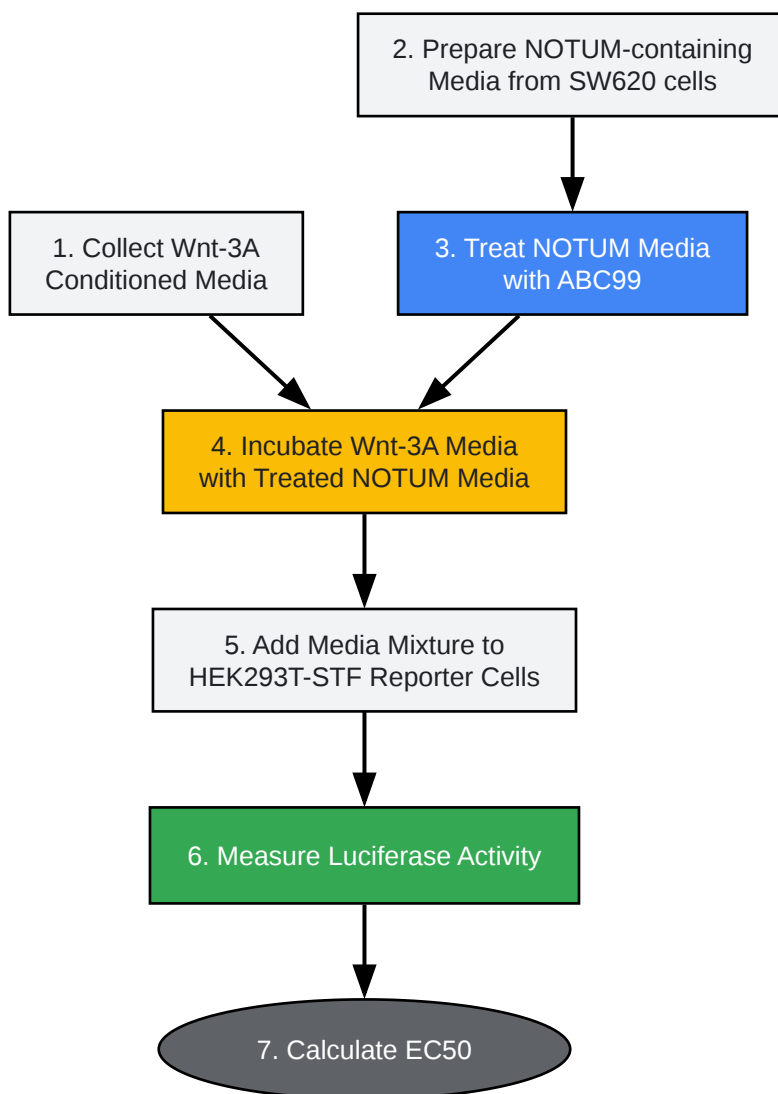 2. Prepare NOTUM-containing
Media from SW620 cells
1. Collect Wnt-3A
Conditioned Media
3. Treat NOTUM Media
with ABC99
4. Incubate Wnt-3A Media
with Treated NOTUM Media
5. Add Media Mixture to
HEK293T-STF Reporter Cells
6. Measure Luciferase Activity
7. Calculate EC50